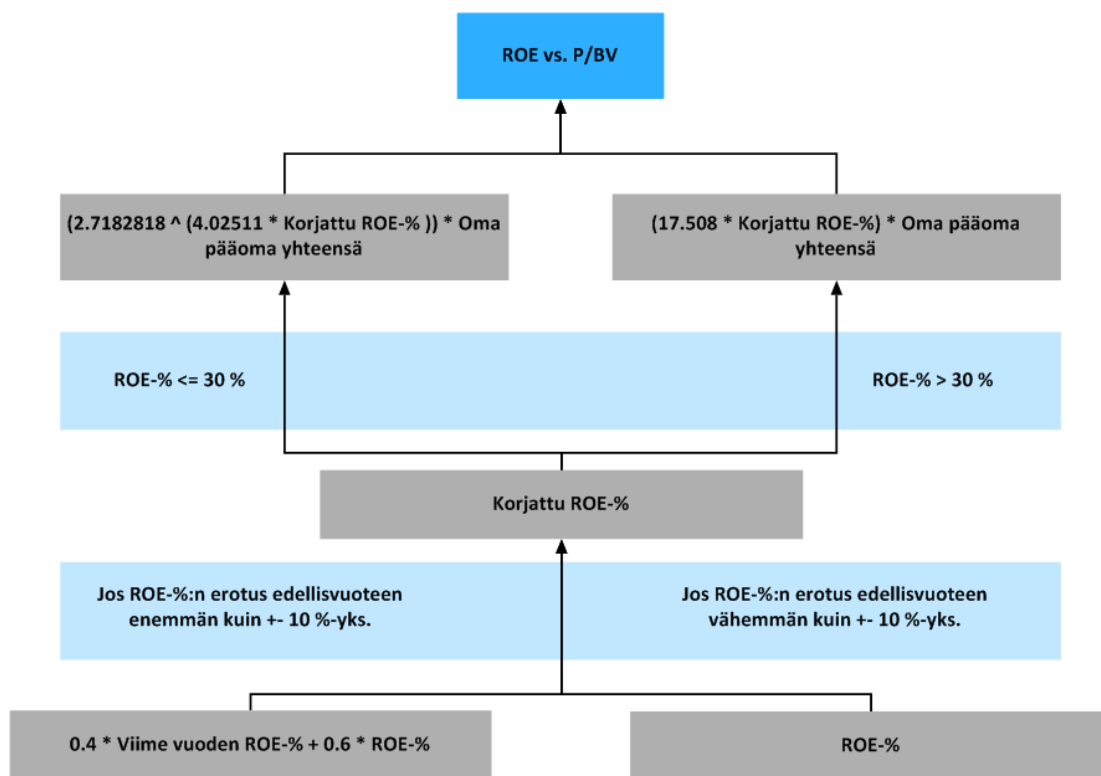 ROE vs. P/BV
(2.7182818 ^ (4.02511 * Korjattu ROE-% )) * Oma
pääoma yhteensä
(17.508 * Korjattu ROE-%) * Oma pääoma
yhteensä
ROE-% <= 30 %
ROE-% > 30 %
Korjattu ROE-%
Jos ROE-%:n erotus edellisvuoteen
enemmän kuin +- 10 %-yks.
Jos ROE-%:n erotus edellisvuoteen
vähemmän kuin +- 10 %-yks.
0.4 * Viime vuoden ROE-% + 0.6 * ROE-%
ROE-%